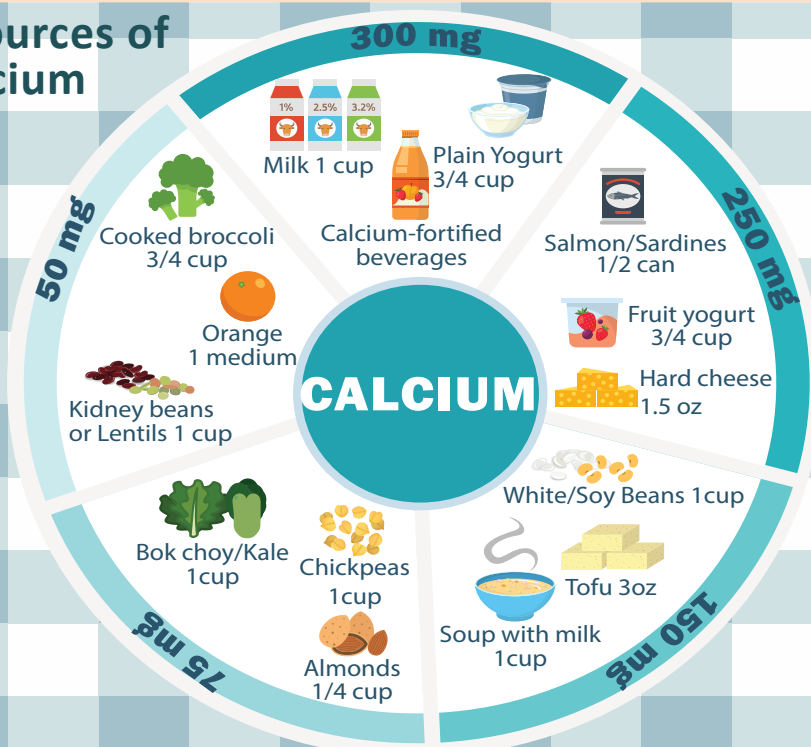 ources of
cium
300 mg
1%
2.5%
3.2%
Milk 1 cup
Plain Yogurt
3/4 cup
Calcium-fortified
beverages
250 mg
Salmon/Sardines
1/2 can
Fruit yogurt
3/4 cup
Hard cheese
1.5 oz
150 mg
White/Soy Beans 1cup
Tofu 3oz
Soup with milk
1cup
75 mg
Bok choy/Kale
1cup
Chickpeas
1cup
Almonds
1/4 cup
50 mg
Cooked broccoli
3/4 cup
Orange
1 medium
Kidney beans
or Lentils 1 cup
CALCIUM